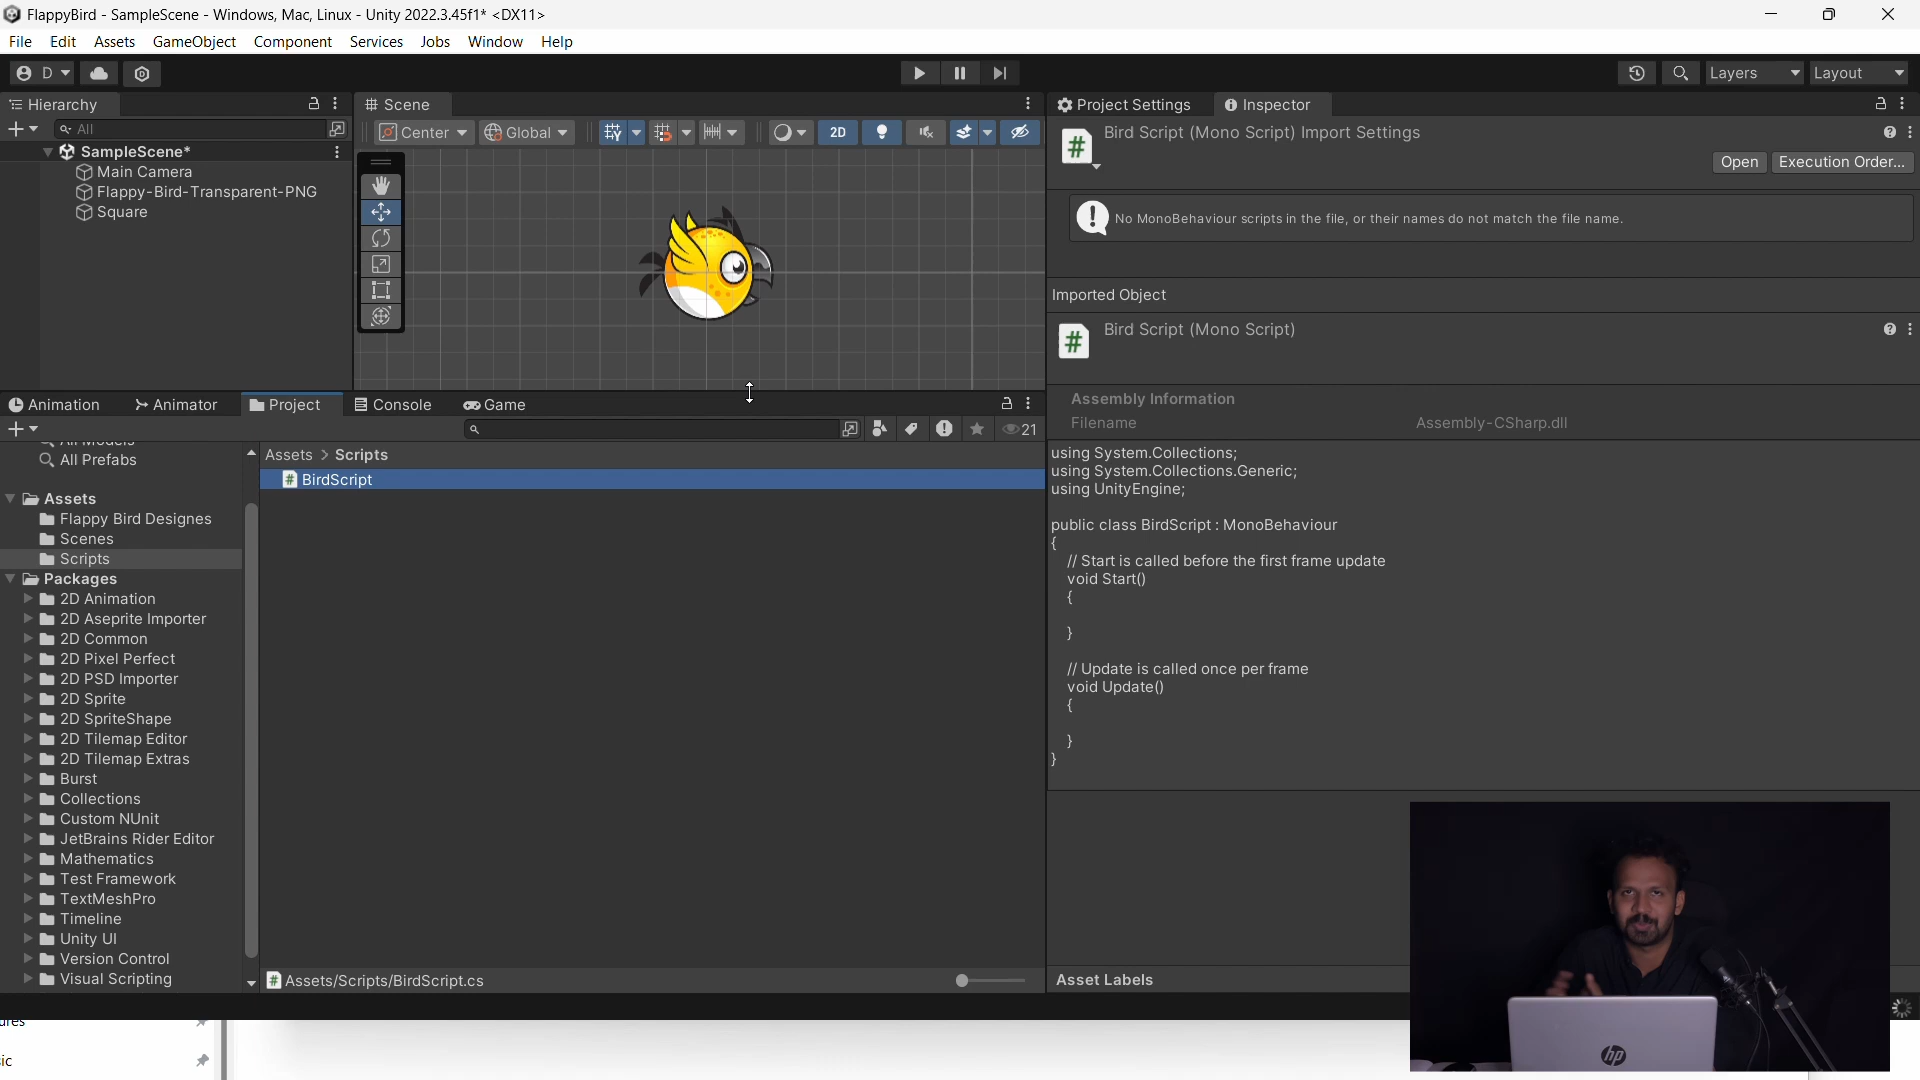 FlappyBird - SampleScene - Windows, Mac, Linux - Unity 2022.3.45f1* <DX11>
File Edit Assets GameObject Component Services Jobs Window Help
D
Layers Layout
Hierarchy
Scene
Project Settings Inspector
All
Center Global 2D
Bird Script (Mono Script) Import Settings
Open Execution Order...
SampleScene*
Main Camera
Flappy-Bird-Transparent-PNG
Square
No MonoBehaviour scripts in the file, or their names do not match the file name.
Imported Object
Bird Script (Mono Script)
Assembly Information
Filename Assembly-CSharp.dll
Animation Animator Project Console Game
21
All Models
All Prefabs
Assets
Flappy Bird Designes
Scenes
Scripts
Packages
2D Animation
2D Aseprite Importer
2D Common
2D Pixel Perfect
2D PSD Importer
2D Sprite
2D SpriteShape
2D Tilemap Editor
2D Tilemap Extras
Burst
Collections
Custom NUnit
JetBrains Rider Editor
Mathematics
Test Framework
TextMeshPro
Timeline
Unity UI
Version Control
Visual Scripting
Assets > Scripts
BirdScript
Assets/Scripts/BirdScript.cs
using System.Collections;
using System.Collections.Generic;
using UnityEngine;
public class BirdScript : MonoBehaviour
{
// Start is called before the first frame update
void Start()
{
}
// Update is called once per frame
void Update()
{
}
}
Asset Labels
ures
ic
hp